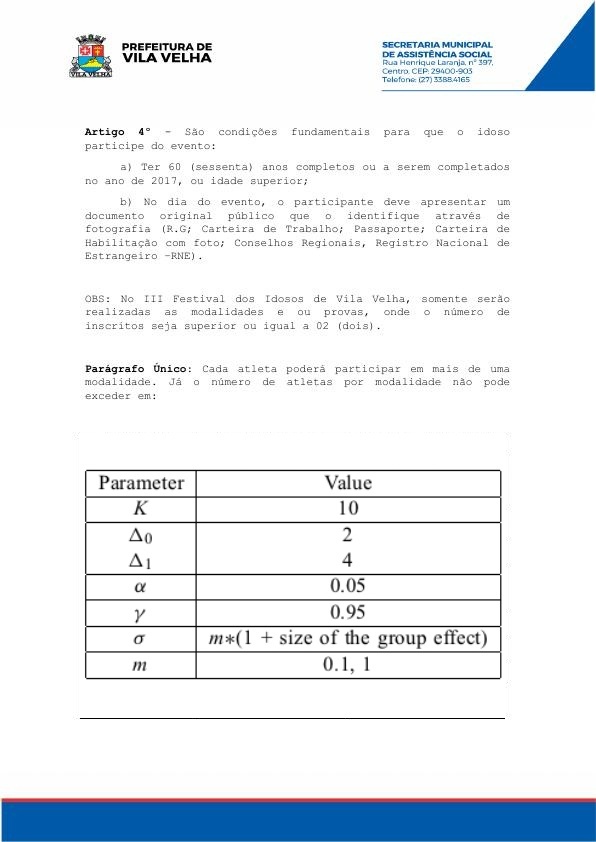 PREFEITURA DE
VILA VELHA
VILA VELHA
SECRETARIA MUNICIPAL
DE ASSISTÊNCIA SOCIAL
Rua Henrique Laranja, nº 397,
Centro, CEP: 29400-903
Telefone: (27) 3388.4165
Artigo 4º - São condições fundamentais para que o idoso
participe do evento:
a) Ter 60 (sessenta) anos completos ou a serem completados
no ano de 2017, ou idade superior;
b) No dia do evento, o participante deve apresentar um
documento original público que o identifique através de
fotografia (R.G; Carteira de Trabalho; Passaporte; Carteira de
Habilitação com foto; Conselhos Regionais, Registro Nacional de
Estrangeiro –RNE).
OBS: No III Festival dos Idosos de Vila Velha, somente serão
realizadas as modalidades e ou provas, onde o número de
inscritos seja superior ou igual a 02 (dois).
Parágrafo Único: Cada atleta poderá participar em mais de uma
modalidade. Já o número de atletas por modalidade não pode
exceder em:
Parameter Value
K 10
Δ0 2
Δ1 4
α 0.05
γ 0.95
σ m*(1 + size of the group effect)
m 0.1, 1